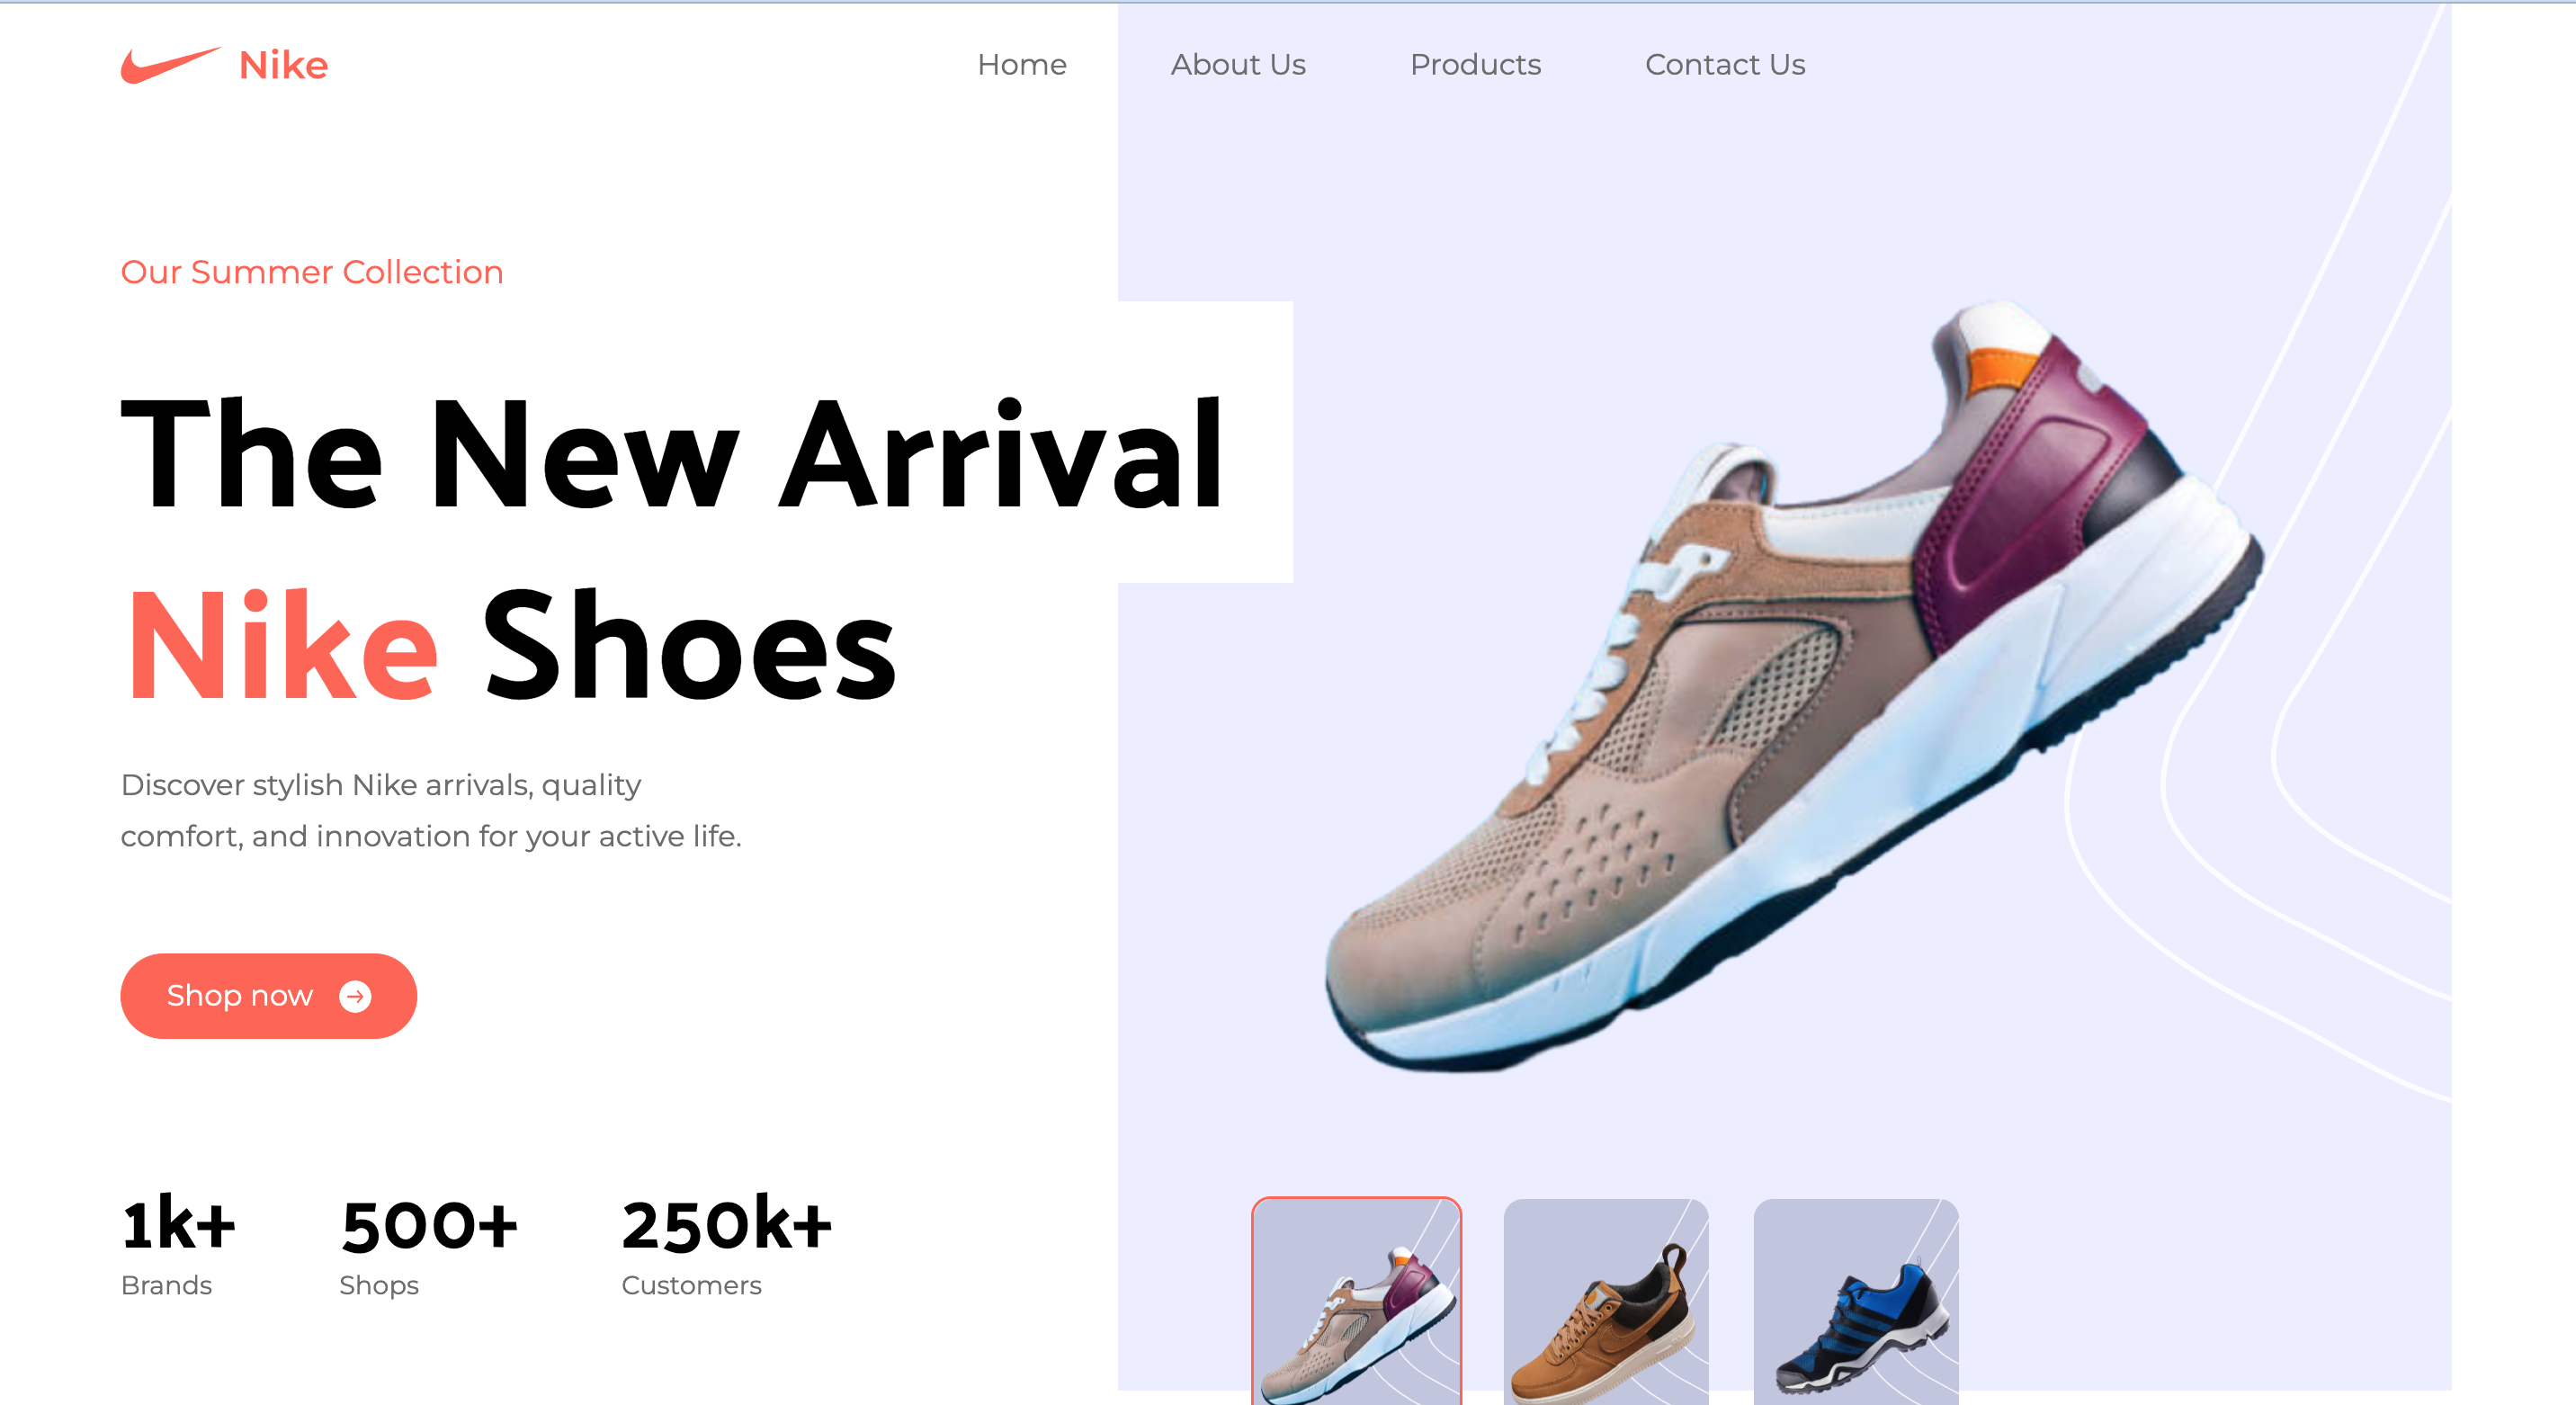 Nike
Home
About Us
Products
Contact Us
Our Summer Collection
The New Arrival
Nike Shoes
Discover stylish Nike arrivals, quality
comfort, and innovation for your active life.
Shop now
1k+
Brands
500+
Shops
250k+
Customers